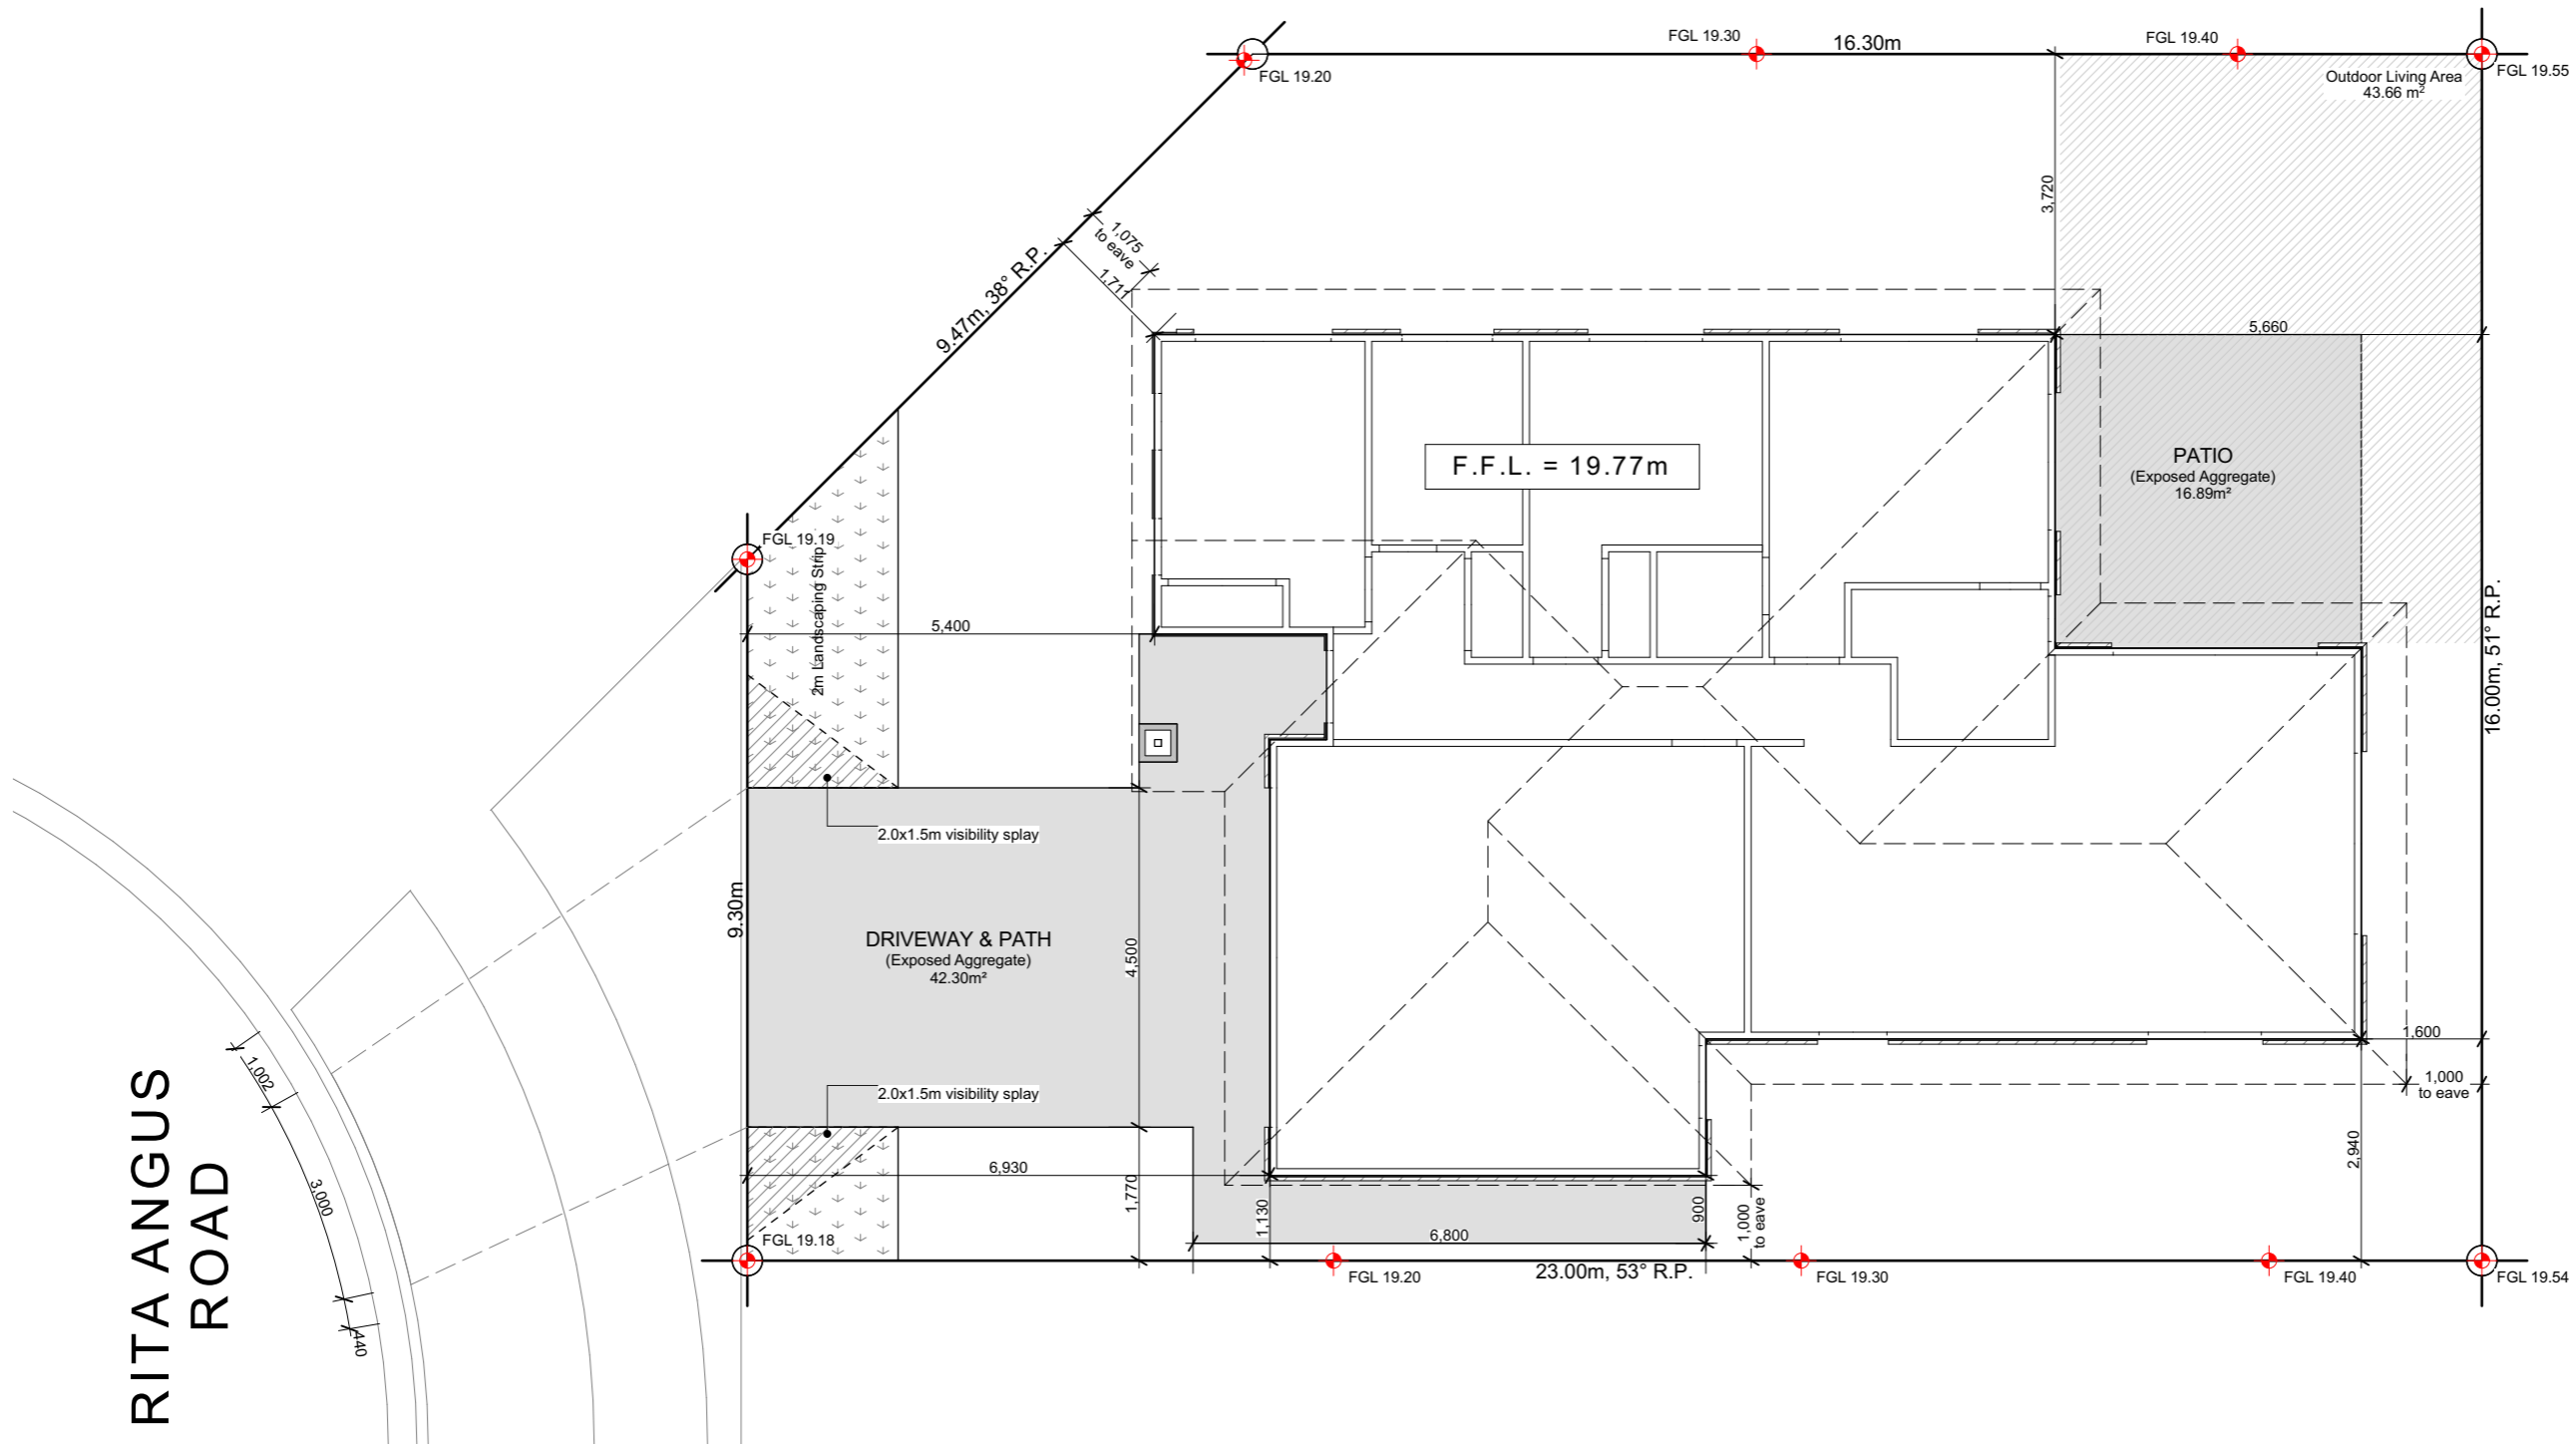 FGL 19.30
16.30m
FGL 19.40
FGL 19.20
FGL 19.55
Outdoor Living Area
43.66 m²
3,720
1,075
to eave
1,711
9.47m, 38° R.P.
5,660
F.F.L. = 19.77m
PATIO
(Exposed Aggregate)
16.89m²
FGL 19.19
2m Landscaping Strip
5,400
16.00m, 51° R.P.
2.0x1.5m visibility splay
9.30m
DRIVEWAY & PATH
(Exposed Aggregate)
42.30m²
4,500
1,600
1,000
to eave
2.0x1.5m visibility splay
RITA ANGUS
ROAD
1,002
3,000
440
6,930
1,770
1,130
900
1,000
to eave
2,940
6,800
FGL 19.18
FGL 19.20
23.00m, 53° R.P.
FGL 19.30
FGL 19.40
FGL 19.54